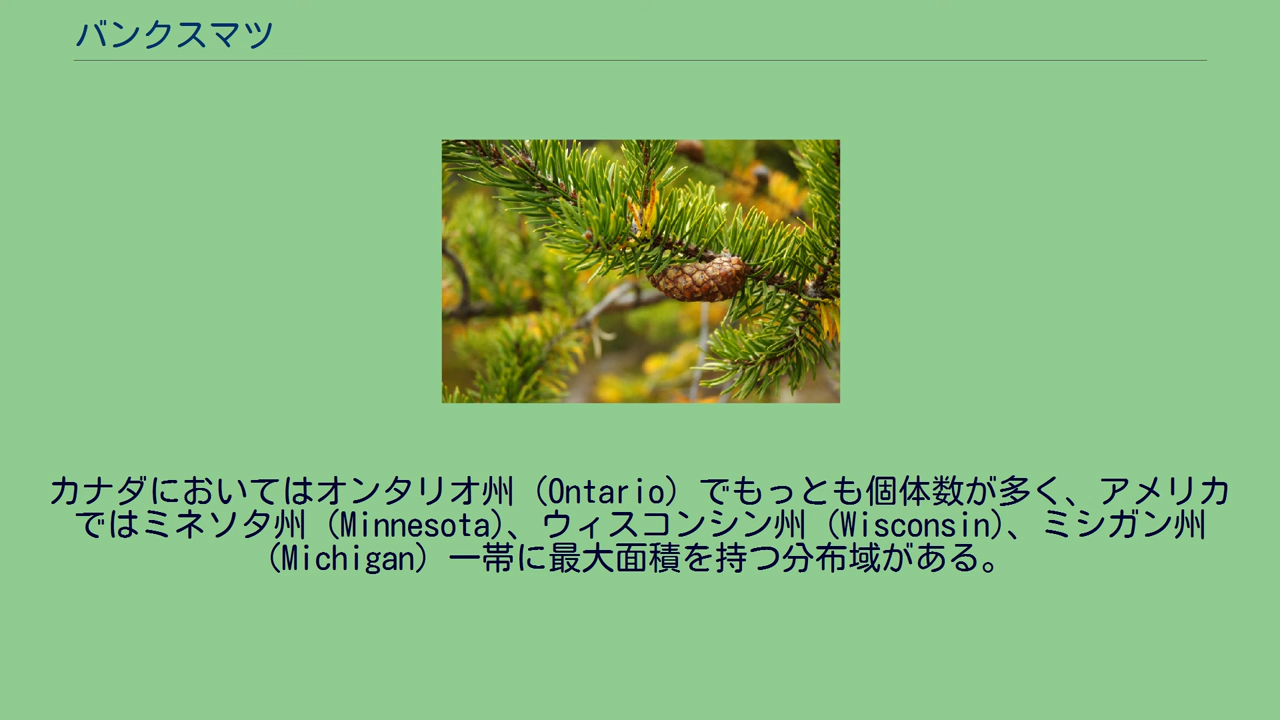 バンクスマツ
カナダにおいてはオンタリオ州（Ontario）でもっとも個体数が多く、アメリカ
ではミネソタ州（Minnesota)、ウィスコンシン州（Wisconsin)、ミシガン州
（Michigan）一帯に最大面積を持つ分布域がある。